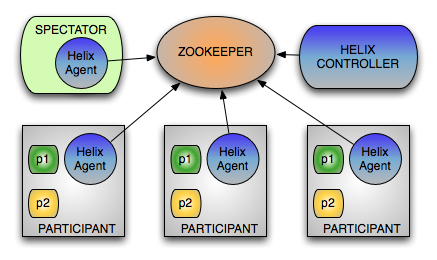 SPECTATOR
Helix
Agent
ZOOKEEPER
HELIX
CONTROLLER
p1
Helix
Agent
p2
PARTICIPANT
p1
Helix
Agent
p2
PARTICIPANT
p1
Helix
Agent
p2
PARTICIPANT